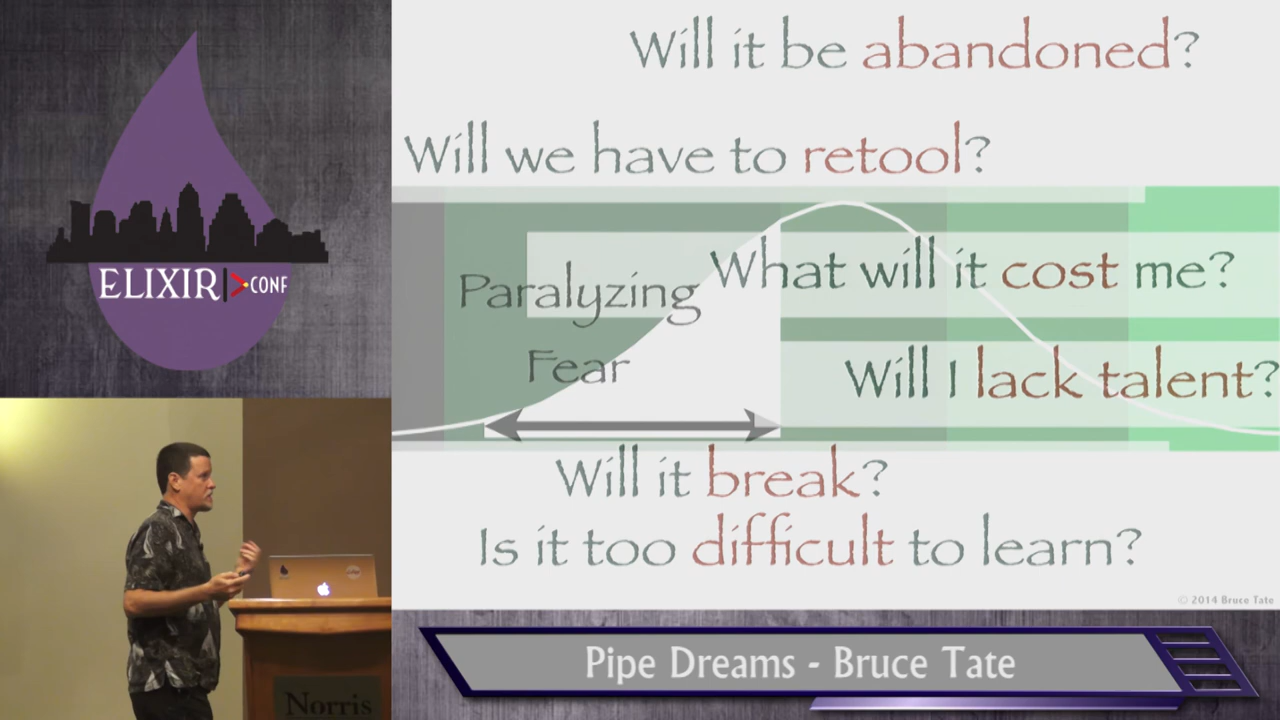 ELIXIR|>CONF
Will it be abandoned?
Will we have to retool?
What will it cost me?
Paralyzing
Fear
Will I lack talent?
Will it break?
Is it too difficult to learn?
© 2014 Bruce Tate
Pipe Dreams - Bruce Tate
Norris